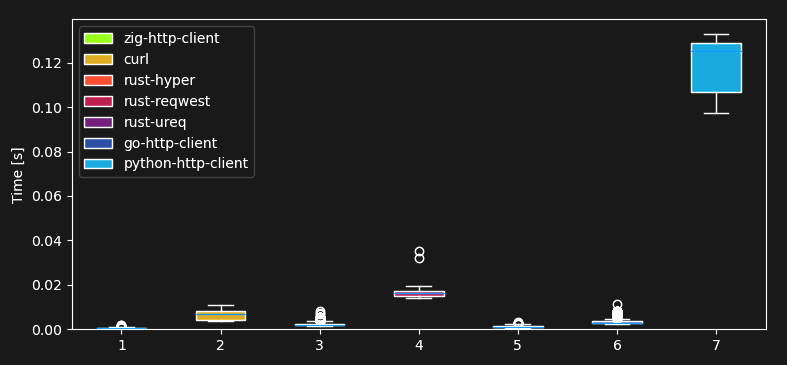 zig-http-client
curl
rust-hyper
rust-reqwest
rust-ureq
go-http-client
python-http-client
Time [s]
0.12
0.10
0.08
0.06
0.04
0.02
0.00
1 2 3 4 5 6 7